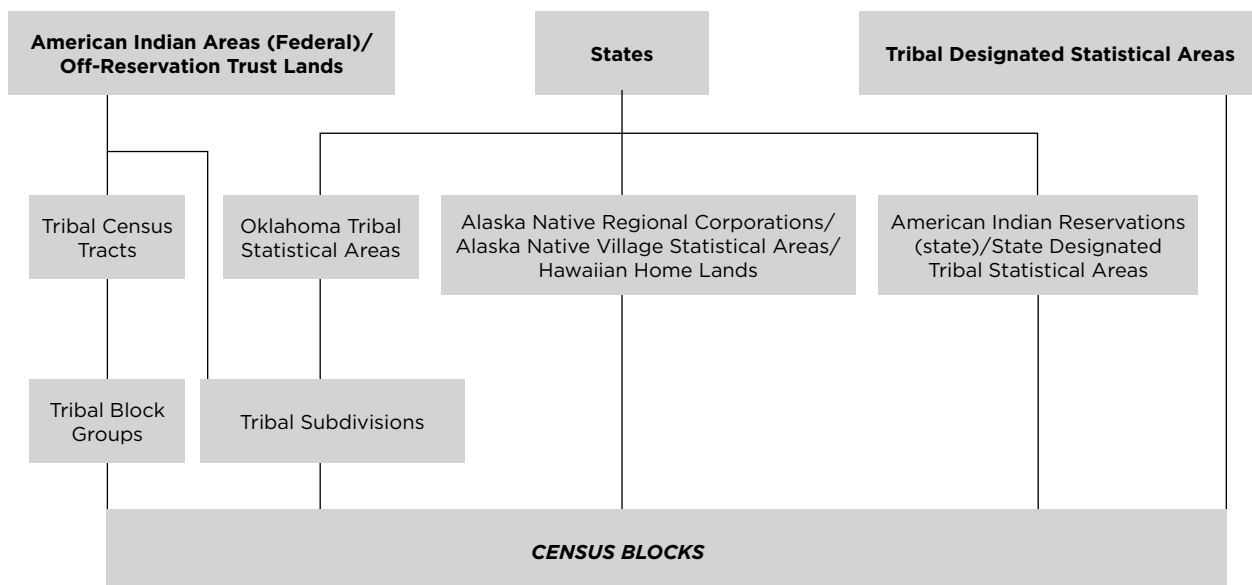 American Indian Areas (Federal)/
Off-Reservation Trust Lands
States
Tribal Designated Statistical Areas
Tribal Census
Tracts
Oklahoma Tribal
Statistical Areas
Alaska Native Regional Corporations/
Alaska Native Village Statistical Areas/
Hawaiian Home Lands
American Indian Reservations
(state)/State Designated
Tribal Statistical Areas
Tribal Block
Groups
Tribal Subdivisions
CENSUS BLOCKS